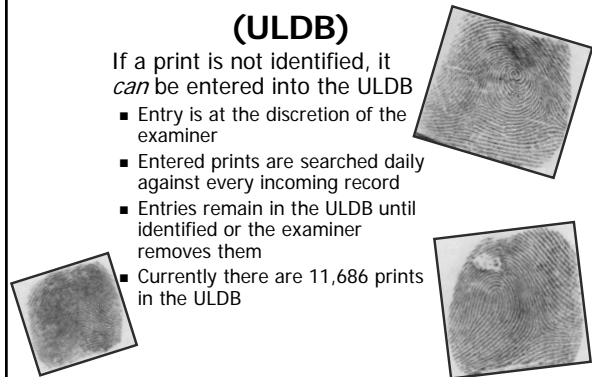 (ULDB)
If a print is not identified, it
can be entered into the ULDB
■ Entry is at the discretion of the
examiner
■ Entered prints are searched daily
against every incoming record
■ Entries remain in the ULDB until
identified or the examiner
removes them
■ Currently there are 11,686 prints
in the ULDB